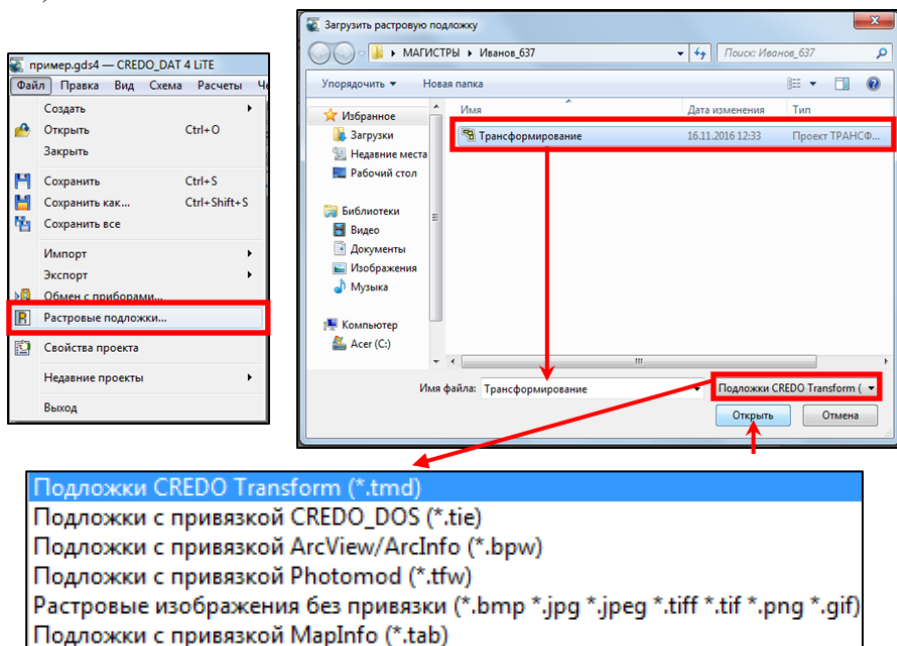 пример.gds4 — CREDO_DAT 4 LiTE
Файл Правка Вид Схема Расчеты Че
Создать
Открыть Ctrl+O
Закрыть
Сохранить Ctrl+S
Сохранить как... Ctrl+Shift+S
Сохранить все
Импорт
Экспорт
Обмен с приборами...
Растровые подложки...
Свойства проекта
Недавние проекты
Выход
Загрузить растровую подложку
МАГИСТРЫ Иванов_637
Поиск: Иванов_637
Упорядочить Новая папка
Избранное
Загрузки
Недавние места
Рабочий стол
Библиотеки
Видео
Документы
Изображения
Музыка
Компьютер
Acer (C:)
Имя Дата изменения Тип
Трансформирование 16.11.2016 12:33 Проект ТРАНСФ...
Имя файла: Трансформирование Подложки CREDO Transform (
Открыть Отмена
Подложки CREDO Transform (*.tmd)
Подложки с привязкой CREDO_DOS (*.tie)
Подложки с привязкой ArcView/ArcInfo (*.bpw)
Подложки с привязкой Photomod (*.tfw)
Растровые изображения без привязки (*.bmp *.jpg *.jpeg *.tiff *.tif *.png *.gif)
Подложки с привязкой MapInfo (*.tab)